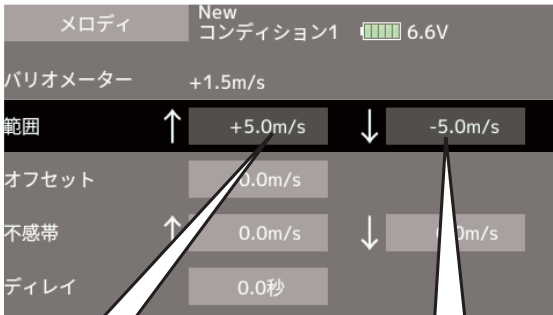 メロディ
New
コンディション1 6.6V
バリオメーター +1.5m/s
範囲 ↑ +5.0m/s ↓ -5.0m/s
オフセット 0.0m/s
不感帯 ↑ 0.0m/s ↓ 0.0m/s
ディレイ 0.0秒